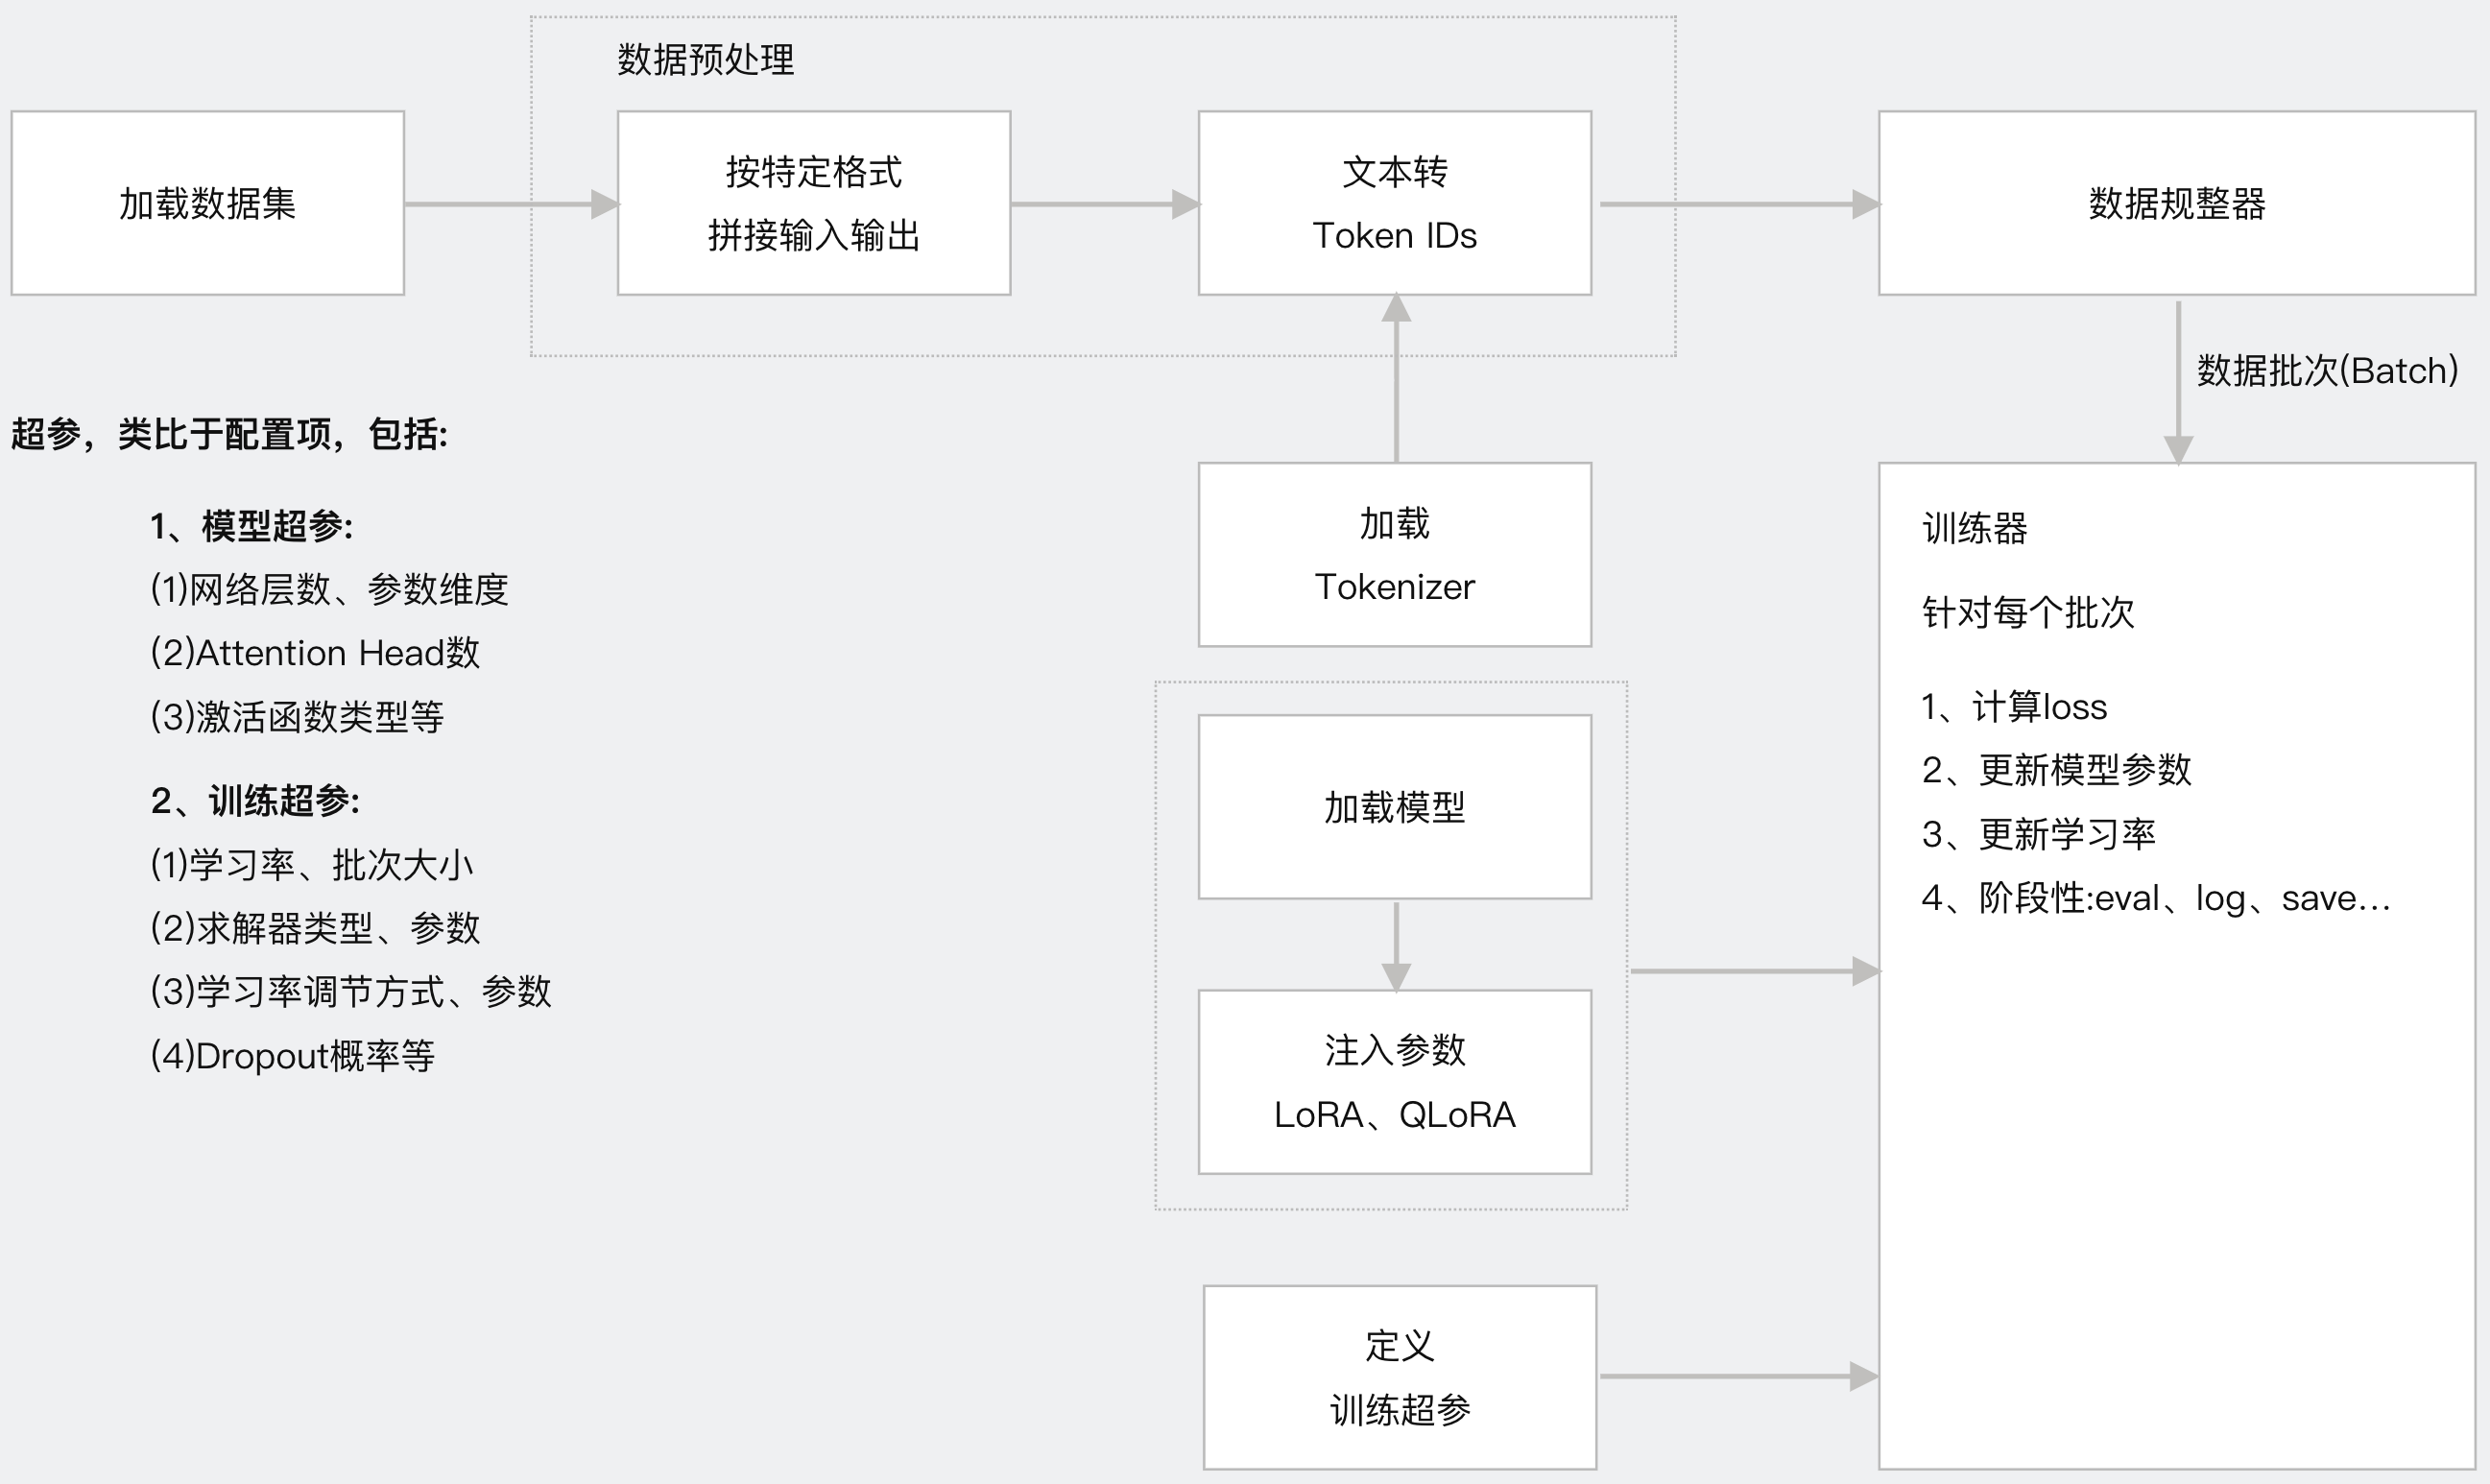 数据预处理
加载数据集
按特定格式
拼接输入输出
文本转
Token IDs
数据规整器
数据批次(Batch)
超参，类比于配置项，包括:
1、模型超参:
(1)网络层数、参数维度
(2)Attention Head数
(3)激活函数类型等
2、训练超参:
(1)学习率、批次大小
(2)求解器类型、参数
(3)学习率调节方式、参数
(4)Dropout概率等
加载
Tokenizer
加载模型
注入参数
LoRA、QLoRA
定义
训练超参
训练器
针对每个批次
1、计算loss
2、更新模型参数
3、更新学习率
4、阶段性:eval、log、save...